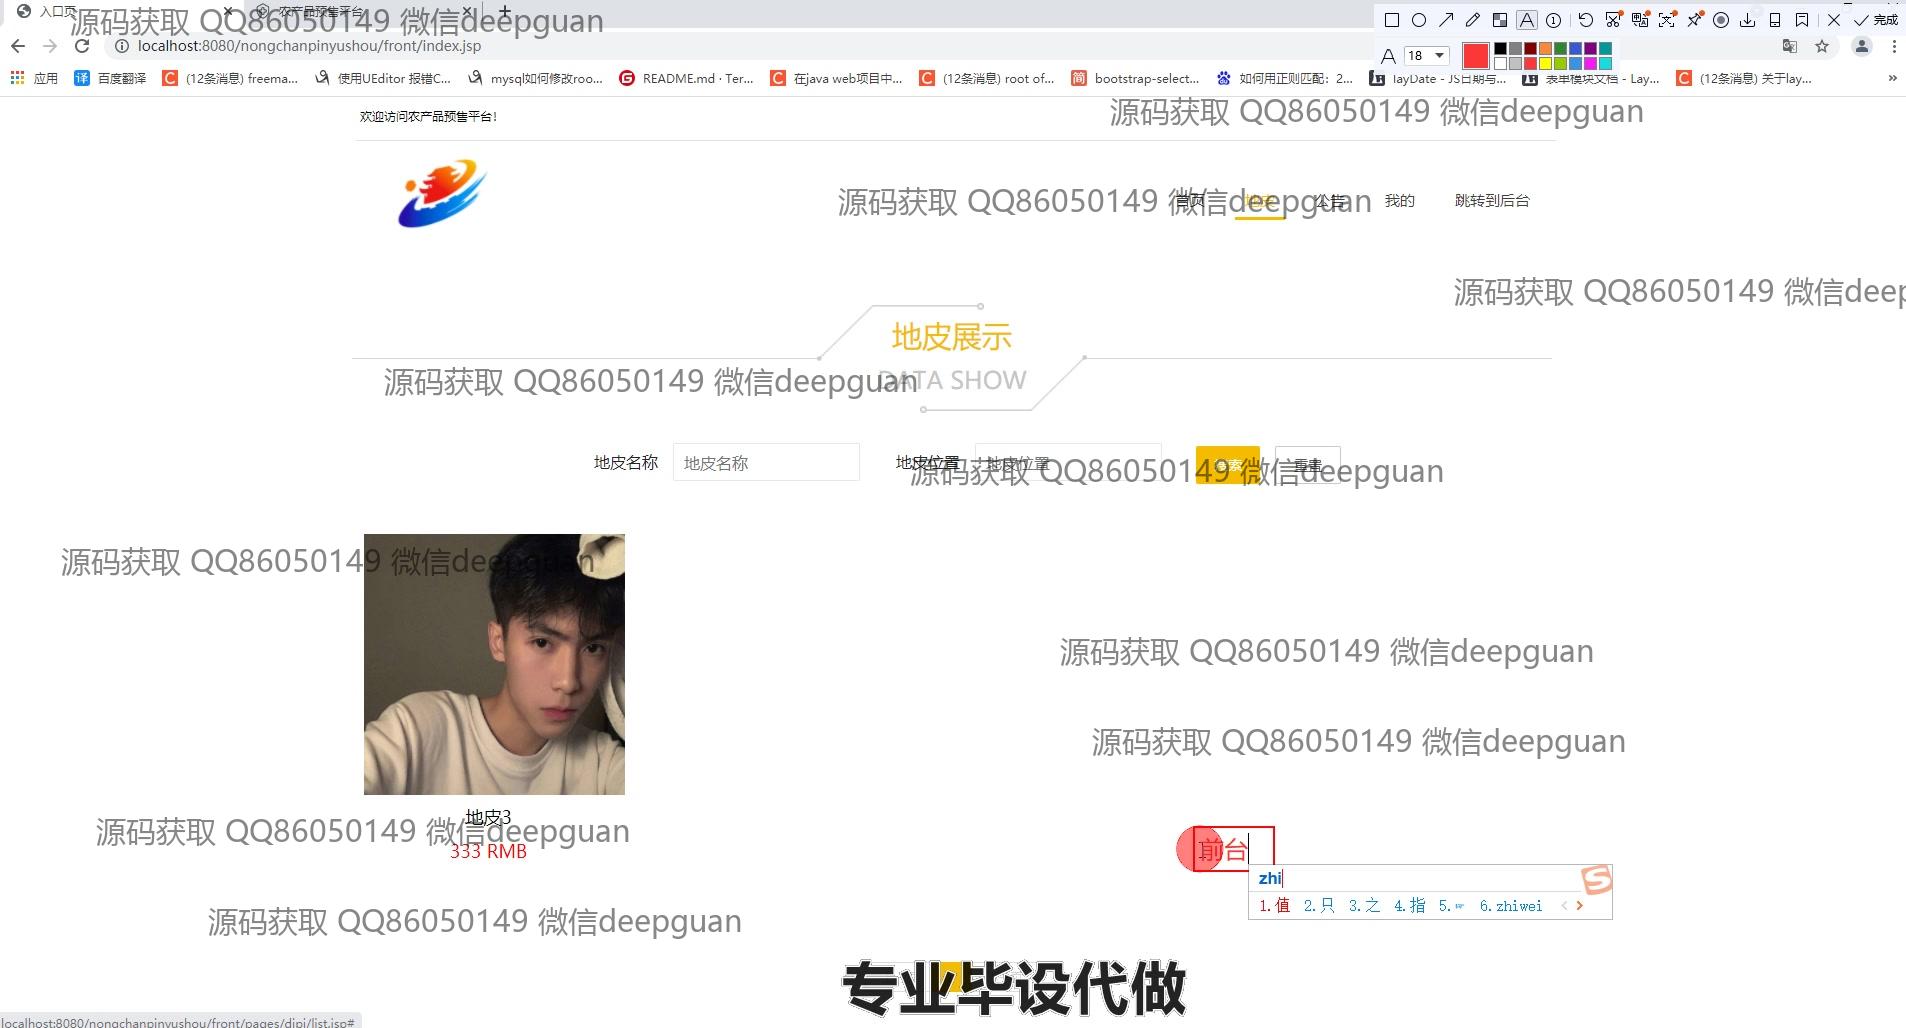 入口页
农产品预售平台
源码获取 QQ86050149 微信deepguan
18
完成
localhost:8080/nongchanpinyushou/front/index.jsp
应用
百度翻译
(12条消息) freema...
使用UEditor 报错C...
mysql如何修改roo...
README.md · Ter...
在java web项目中...
(12条消息) root of...
bootstrap-select...
如何用正则匹配：2...
layDate - JS日期与...
表单模块文档 - Lay...
(12条消息) 关于lay...
欢迎访问农产品预售平台！
源码获取 QQ86050149 微信deepguan
源码获取 QQ86050149 微信deepguan
首页
公告
我的
跳转到后台
源码获取 QQ86050149 微信deep
地皮展示
DATA SHOW
源码获取 QQ86050149 微信deepguan
地皮名称
地皮名称
地皮位置
地皮位置
搜索
源码获取 QQ86050149 微信deepguan
源码获取 QQ86050149 微信deepguan
源码获取 QQ86050149 微信deepguan
源码获取 QQ86050149 微信deepguan
地皮3
源码获取 QQ86050149 微信deepguan
333 RMB
前台
zhi
1.值 2.只 3.之 4.指 5.☞ 6.zhiwei
源码获取 QQ86050149 微信deepguan
专业毕设代做
localhost:8080/nongchanpinyushou/front/pages/dipi/list.jsp#